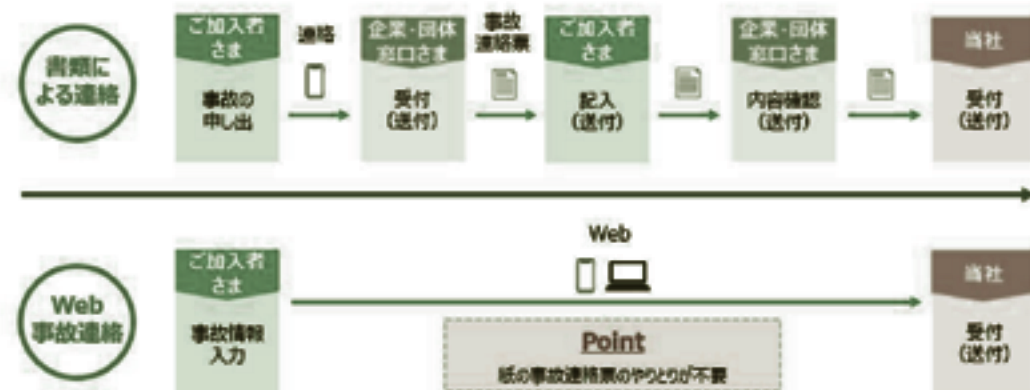 書類に
よる連絡
ご加入者
さま
事故の
申し出
連絡
企業・団体
窓口さま
受付
(送付)
事故
連絡票
ご加入者
さま
記入
(送付)
企業・団体
窓口さま
内容確認
(送付)
当社
受付
(送付)
Web
事故連絡
ご加入者
さま
事故情報
入力
Web
Point
紙の事故連絡票のやりとりが不要
当社
受付
(送付)